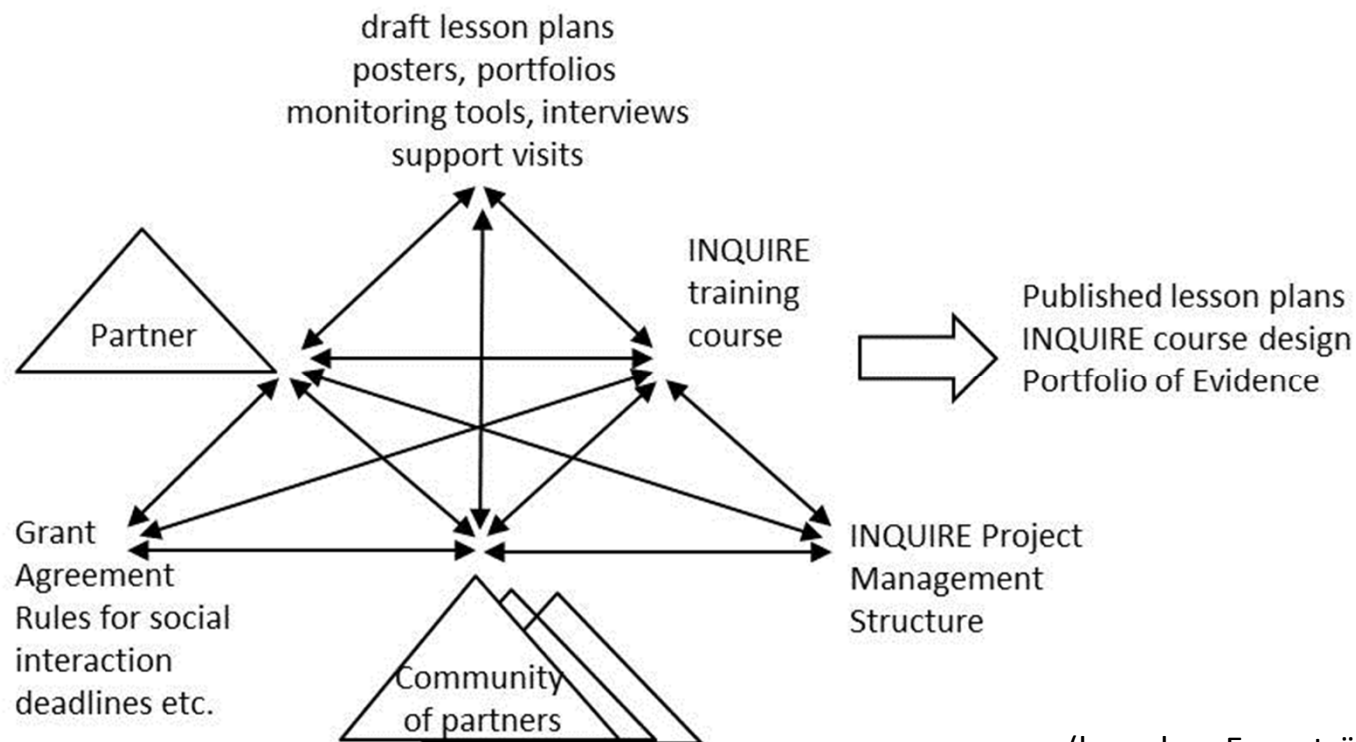 draft lesson plans
posters, portfolios
monitoring tools, interviews
support visits
Partner
INQUIRE
training
course
Published lesson plans
INQUIRE course design
Portfolio of Evidence
Grant
Agreement
Rules for social
interaction
deadlines etc.
INQUIRE Project
Management
Structure
Community
of partners